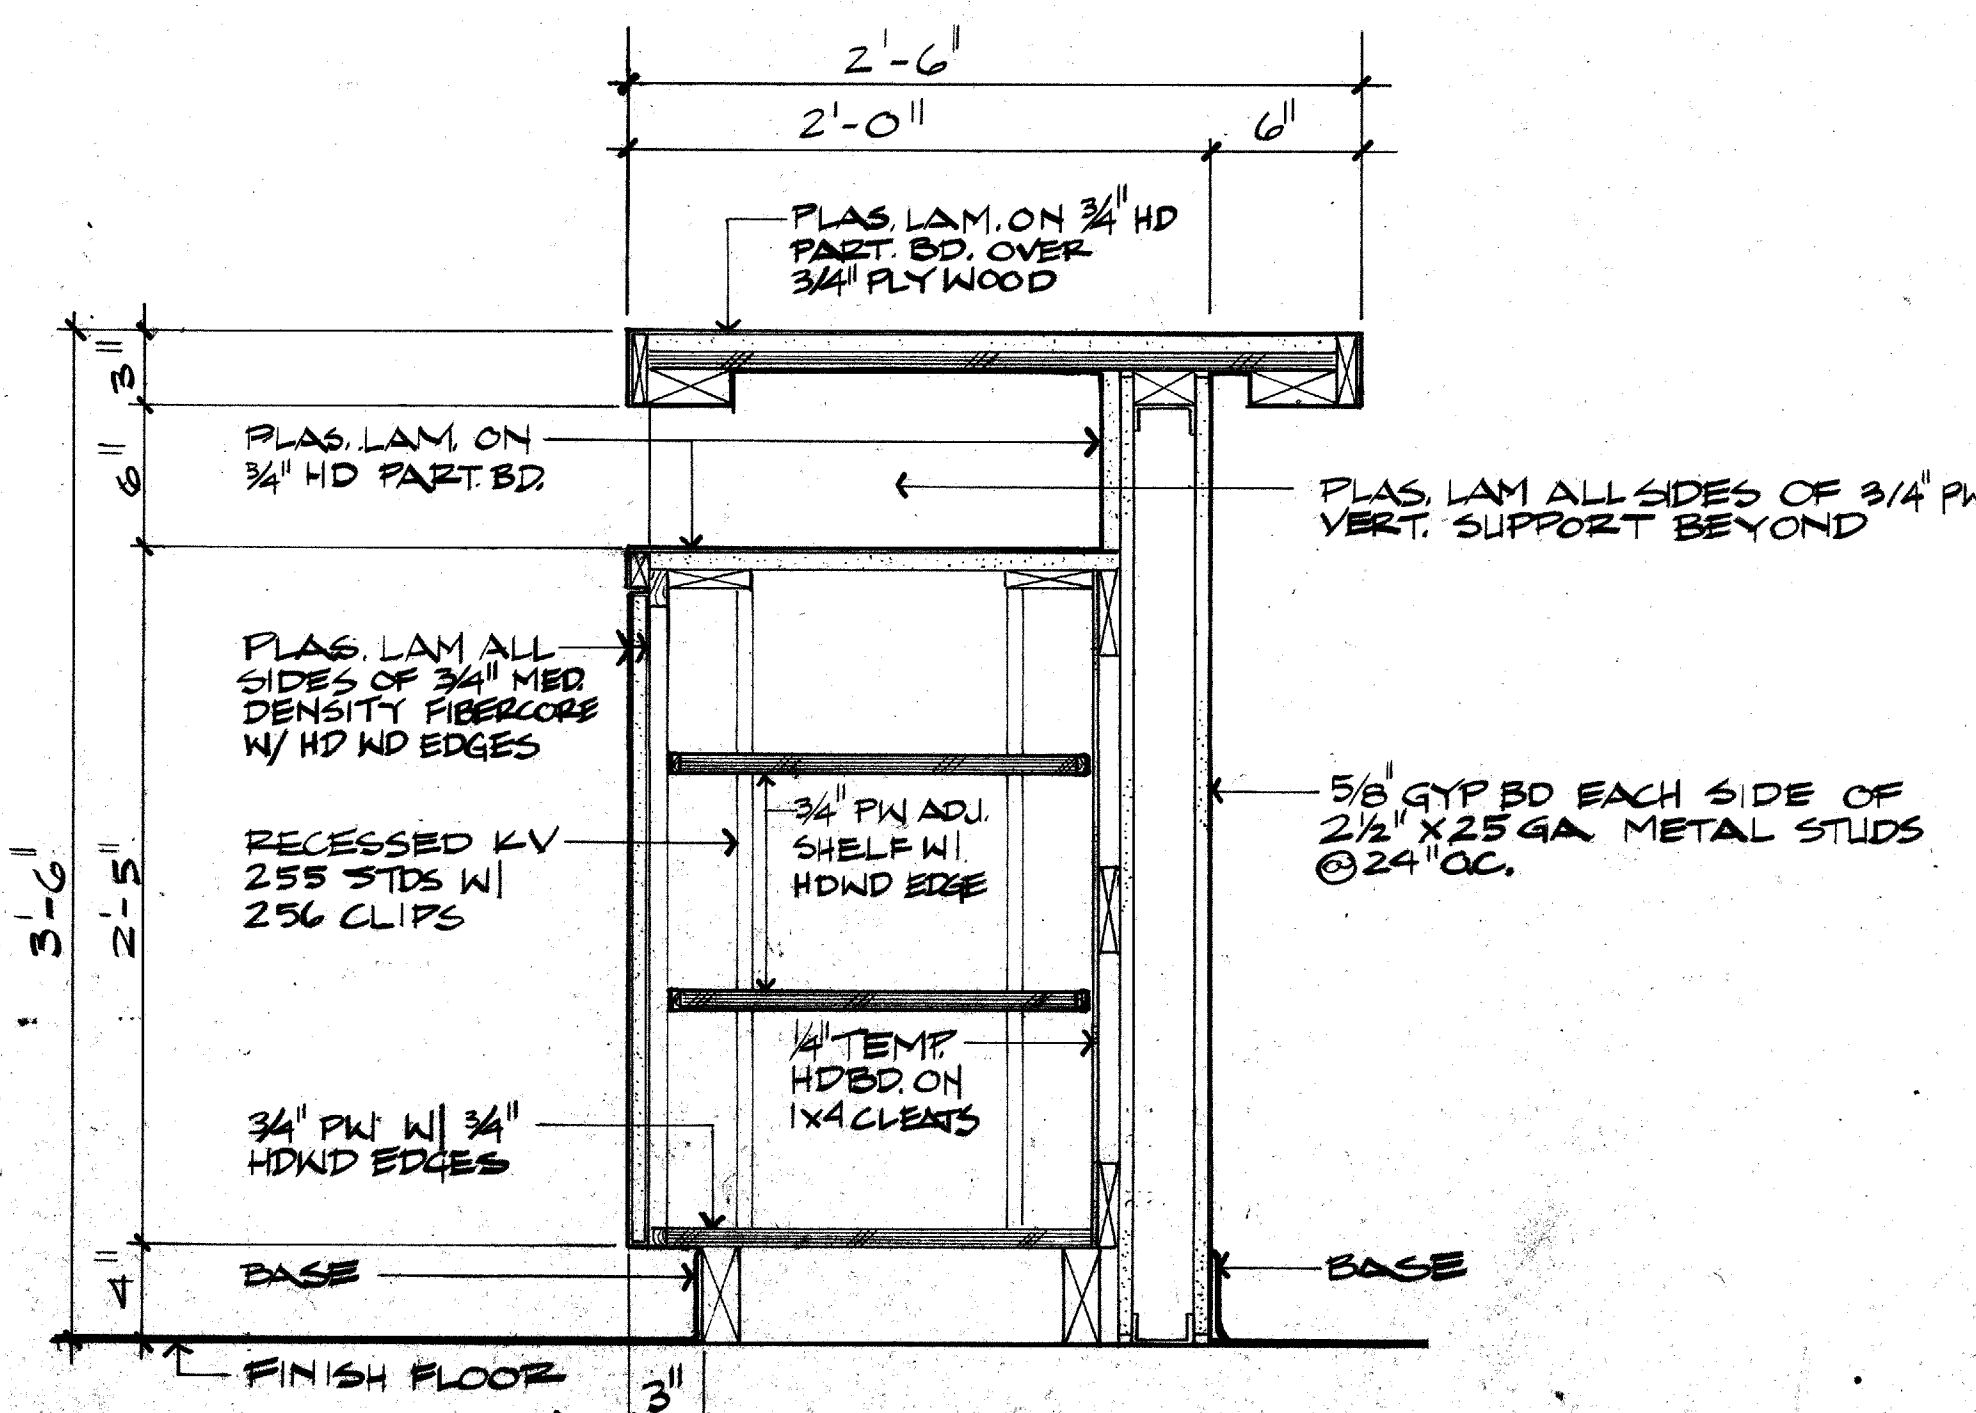 2'-6"
2'-0"
6"
PLAS. LAM. ON 3/4" HD
PART. BD. OVER
3/4" PLYWOOD
3"
6"
PLAS. LAM. ON
3/4" HD PART. BD.
PLAS. LAM ALL SIDES OF 3/4" PW
VERT. SUPPORT BEYOND
PLAS. LAM ALL
SIDES OF 3/4" MED.
DENSITY FIBERCORE
W/ HD WD EDGES
3/4" PW ADJ.
SHELF W/
HDWD EDGE
5/8" GYP BD EACH SIDE OF
2 1/2" X 25 GA METAL STUDS
@ 24" O.C.
RECESSED KV
255 STDS W/
256 CLIPS
3'-6"
2'-5"
1/4" TEMP.
HDBD. ON
1x4 CLEATS
3/4" PW W/ 3/4"
HDWD EDGES
4"
BASE
BASE
FINISH FLOOR
3"